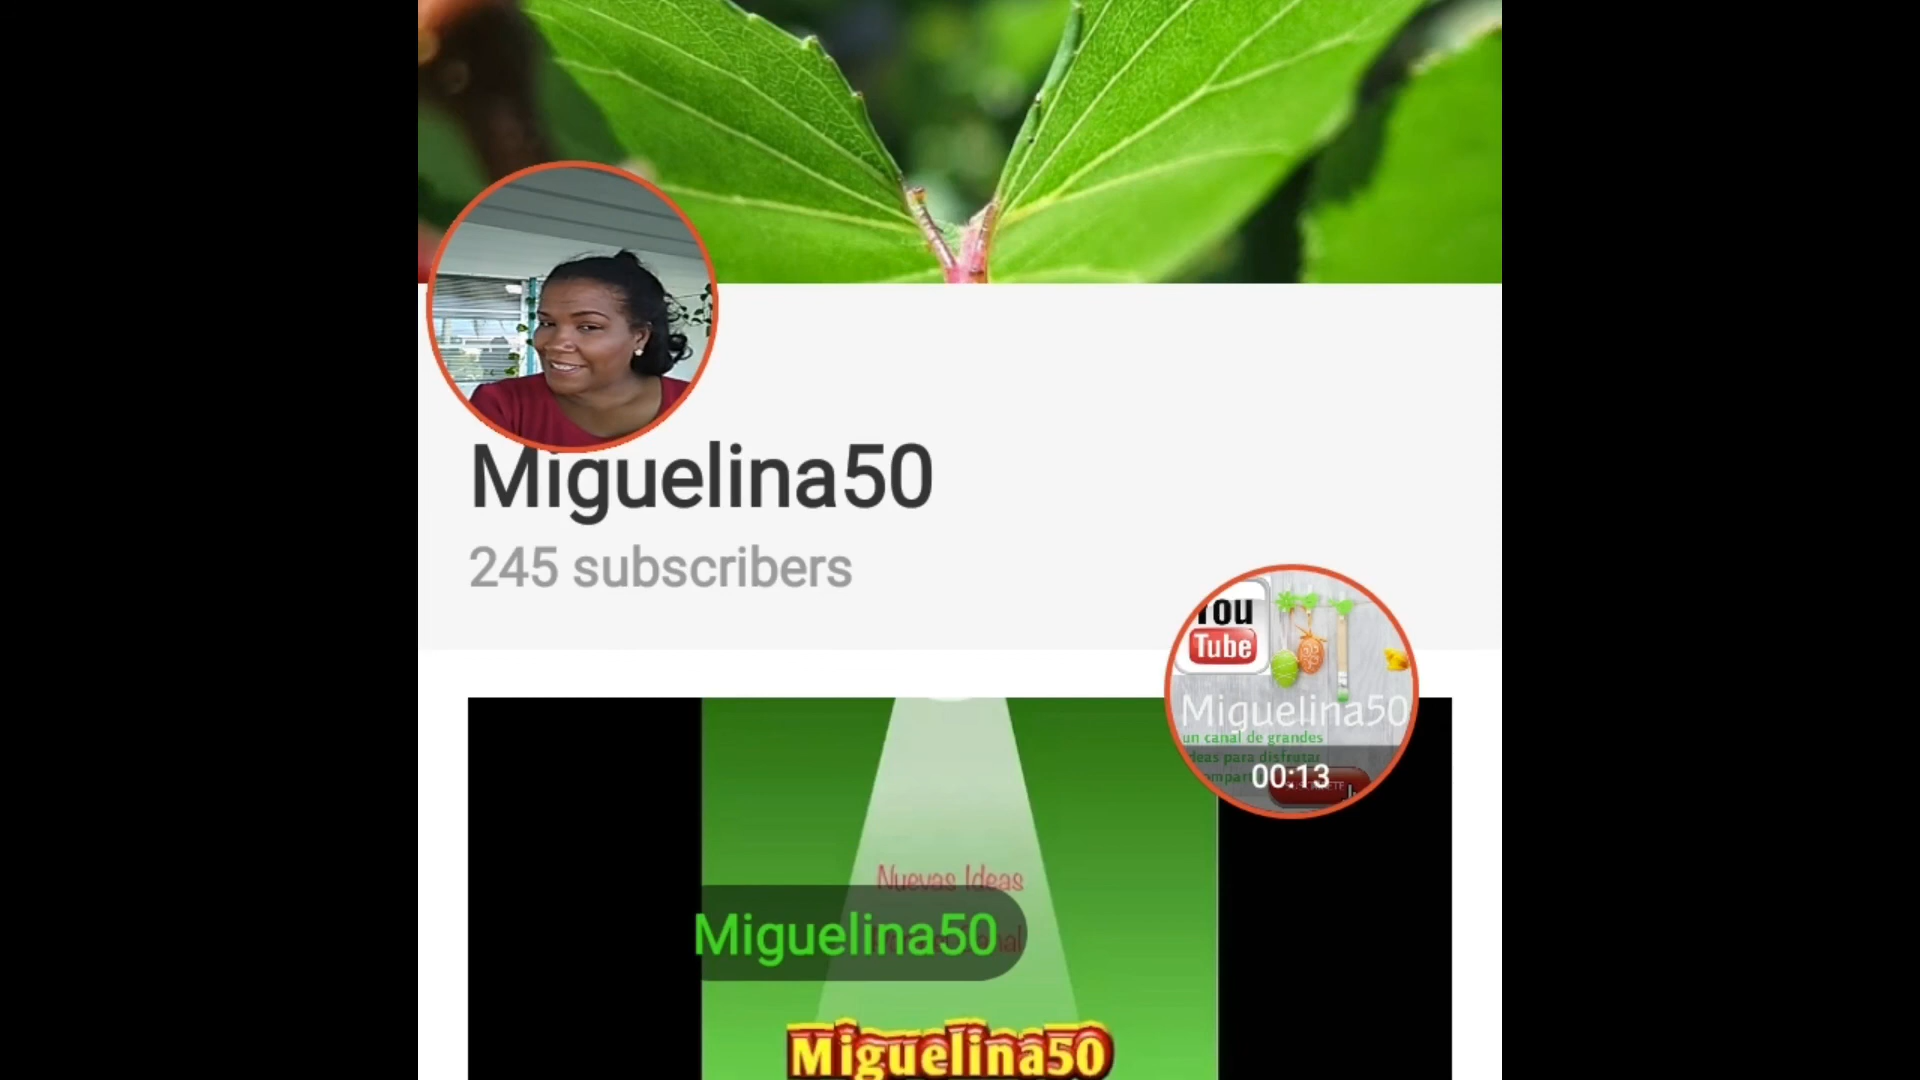 Miguelina50
245 subscribers
You
Tube
Miguelina50
un canal de grandes
ideas para disfrutar
00:13
Nuevas Ideas
Miguelina50
Miguelina50